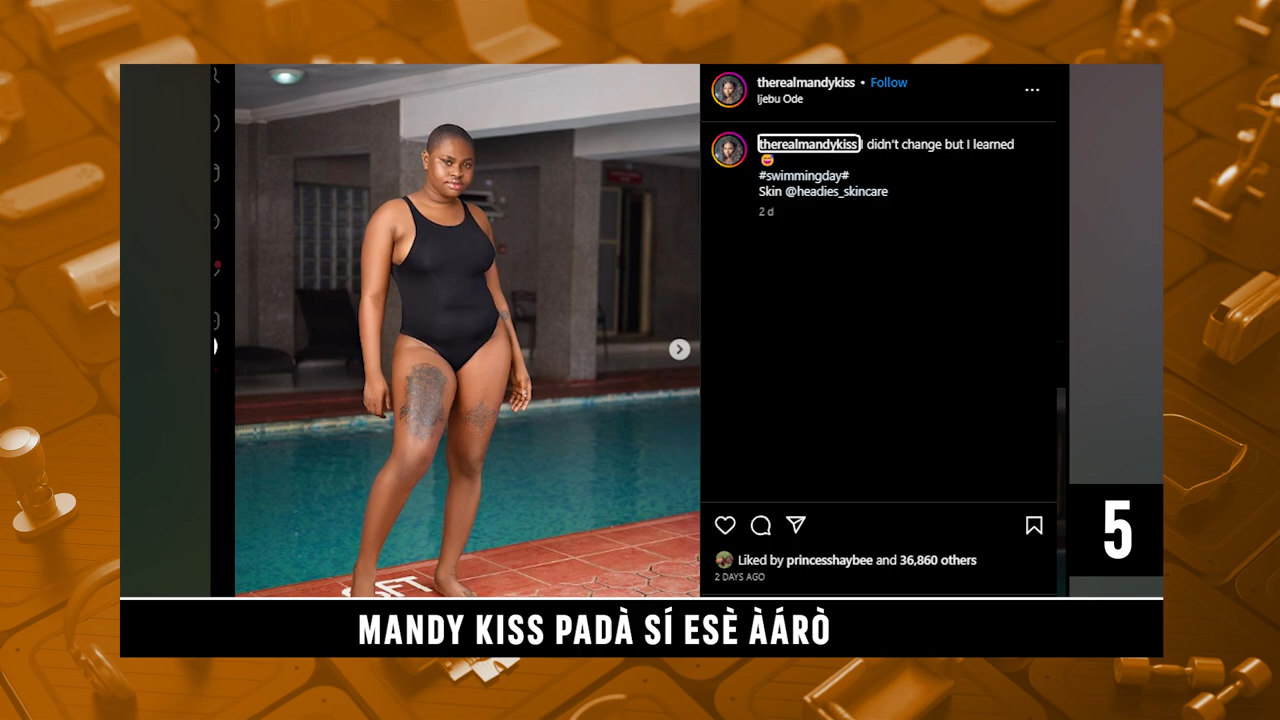 therealmandykiss • Follow
Ijebu Ode
therealmandykiss I didn't change but I learned
😅
#swimmingday#
Skin @headies_skincare
2 d
Liked by princesshaybee and 36,860 others
2 DAYS AGO
5
MANDY KISS PADÀ SÍ ESÈ ÀÁRÒ